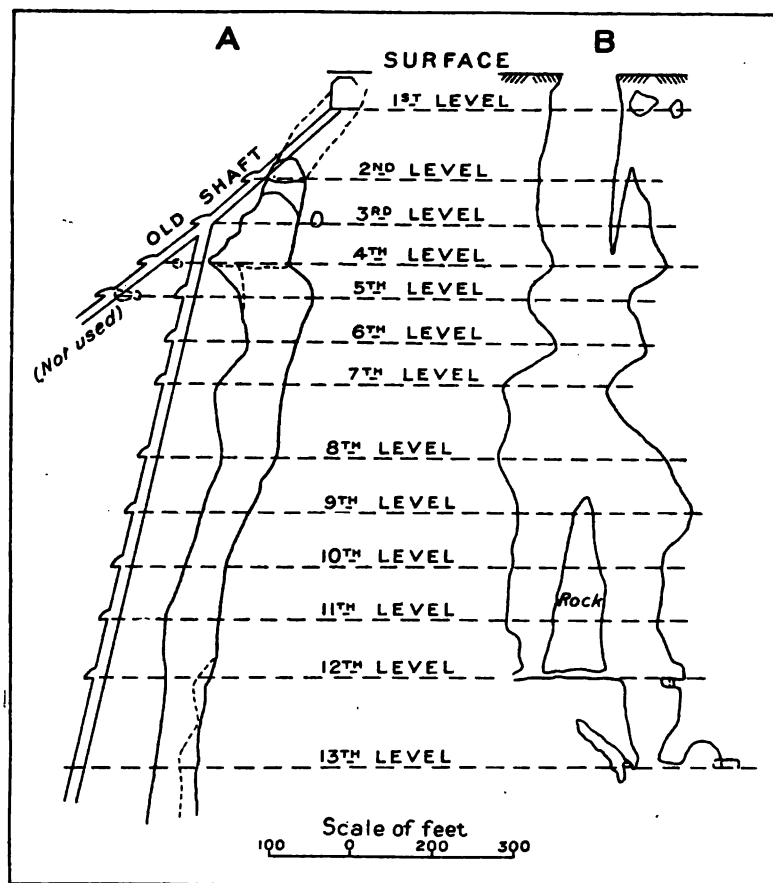 A B
SURFACE
1ST LEVEL
2ND LEVEL
OLD SHAFT
3RD LEVEL
4TH LEVEL
5TH LEVEL
(Not used)
6TH LEVEL
7TH LEVEL
8TH LEVEL
9TH LEVEL
10TH LEVEL
Rock
11TH LEVEL
12TH LEVEL
13TH LEVEL
Scale of feet
100 0 200 300